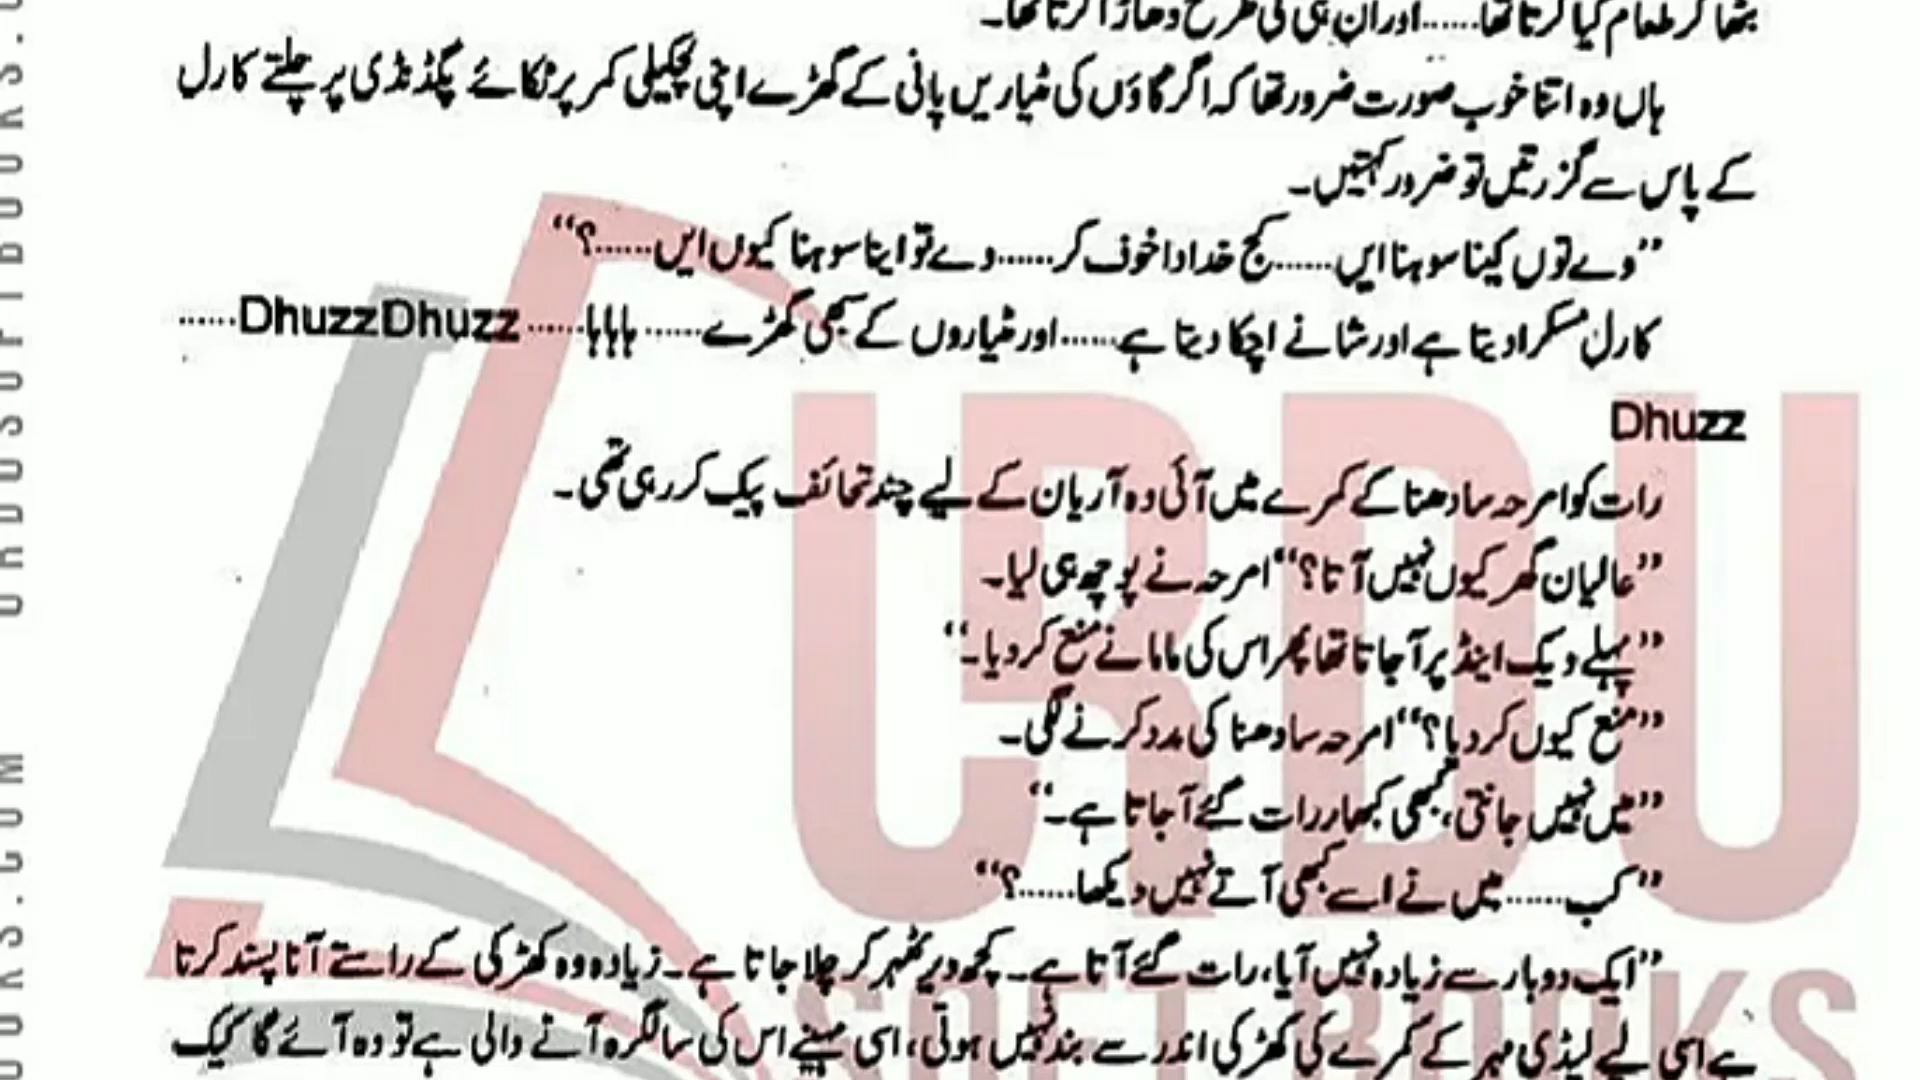 بٹھا کر طعام کیا کرتا تھا......اور ان ہی کی طرح دھاڑا کرتا تھا۔
ہاں وہ اتنا خوب صورت ضرور تھا کہ اگر گاؤں کی مٹیاریں پانی کے گھڑے اپنی لچکیلی کمر پر ٹکائے پگڈنڈی پر چلتے کارل
کے پاس سے گزرتیں تو ضرور کہتیں۔
”وے توں کینا سوہنا ایں......کج خدا دا خوف کر......وے تو اینا سوہنا کیوں ایں......؟“
کارل مسکرا دیتا ہے اور شانے اچکا دیتا ہے......اور مٹیاروں کے سبھی گھڑے......ہاہاہا......DhuzzDhuzz......
Dhuzz
رات کو امرحہ سادھنا کے کمرے میں آئی وہ آریان کے لیے چند تحائف پیک کر رہی تھی۔
”عالیان گھر کیوں نہیں آتا؟“ امرحہ نے پوچھ ہی لیا۔
”پہلے ویک اینڈ پر آ جاتا تھا پھر اس کی ماما نے منع کر دیا۔“
”منع کیوں کر دیا؟“ امرحہ سادھنا کی مدد کرنے لگی۔
”میں نہیں جانتی، کبھی کبھار رات گئے آ جاتا ہے۔“
”کب......میں نے اسے کبھی آتے نہیں دیکھا......؟“
”ایک دو بار سے زیادہ نہیں آیا، رات گئے آتا ہے۔ کچھ دیر ٹھہر کر چلا جاتا ہے۔ زیادہ وہ کھڑکی کے راستے آنا پسند کرتا
ہے اسی لیے لیڈی مہر کے کمرے کی کھڑکی اندر سے بند نہیں ہوتی، اسی مہینے اس کی سالگرہ آنے والی ہے تو وہ آئے گا کیک
URDU
SOFT BOOKS
URDUSOFTBOOKS.COM